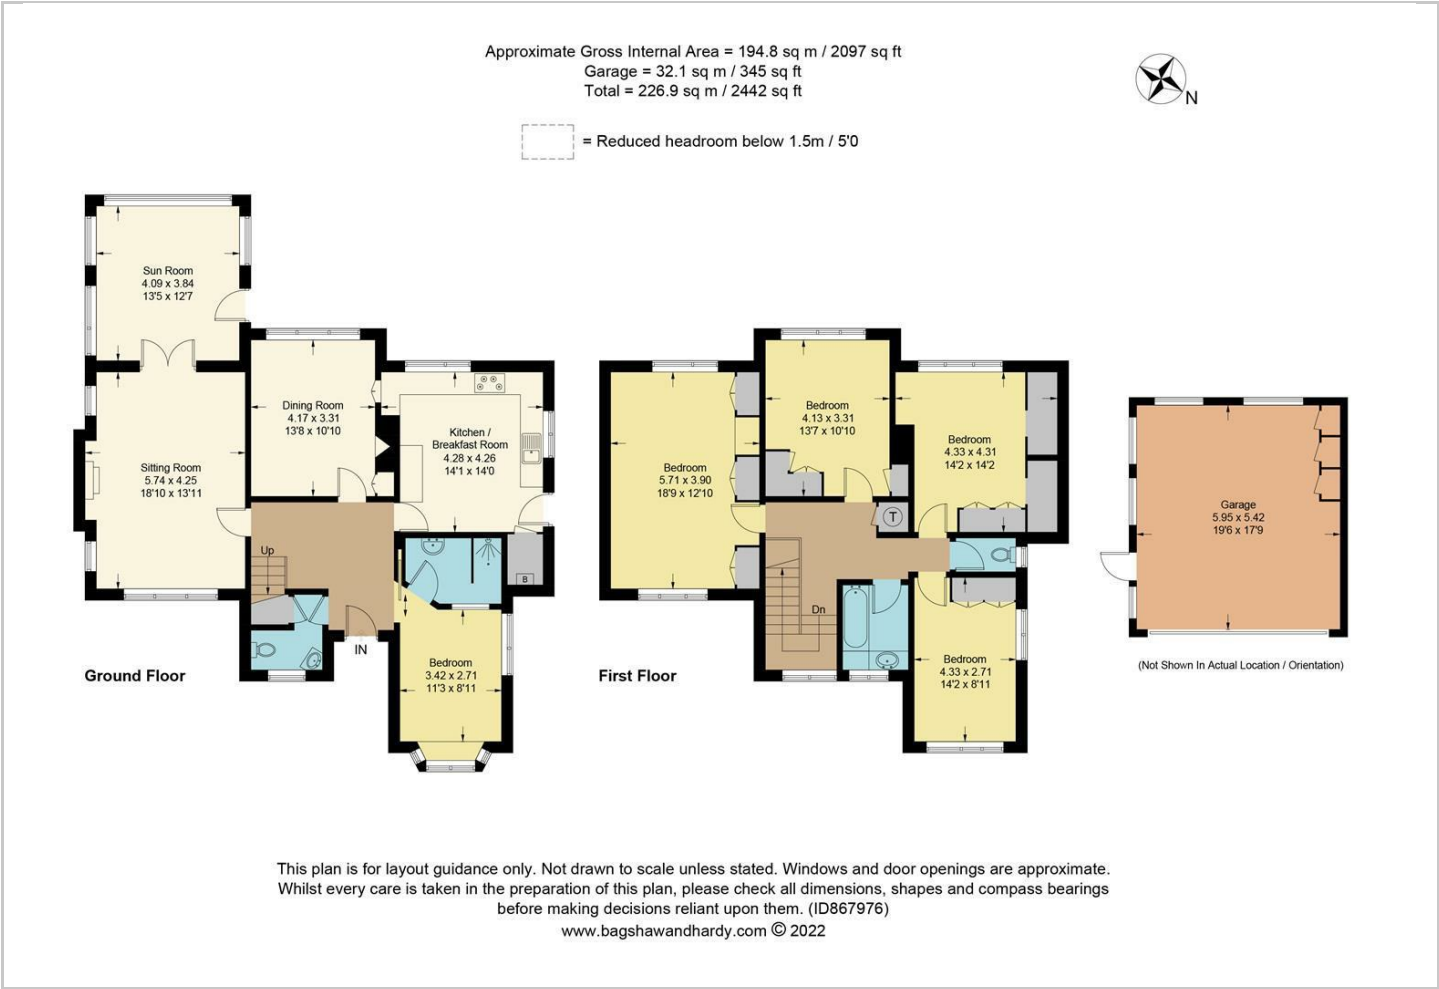 Approximate Gross Internal Area = 194.8 sq m / 2097 sq ft
Garage = 32.1 sq m / 345 sq ft
Total = 226.9 sq m / 2442 sq ft
N
= Reduced headroom below 1.5m / 5'0
Sun Room
4.09 x 3.84
13'5 x 12'7
Dining Room
4.17 x 3.31
13'8 x 10'10
Kitchen /
Breakfast Room
4.28 x 4.26
14'1 x 14'0
Sitting Room
5.74 x 4.25
18'10 x 13'11
Up
B
IN
Bedroom
3.42 x 2.71
11'3 x 8'11
Ground Floor
Bedroom
4.13 x 3.31
13'7 x 10'10
Bedroom
4.33 x 4.31
14'2 x 14'2
Bedroom
5.71 x 3.90
18'9 x 12'10
T
Dn
Bedroom
4.33 x 2.71
14'2 x 8'11
First Floor
Garage
5.95 x 5.42
19'6 x 17'9
(Not Shown In Actual Location / Orientation)
This plan is for layout guidance only. Not drawn to scale unless stated. Windows and door openings are approximate.
Whilst every care is taken in the preparation of this plan, please check all dimensions, shapes and compass bearings
before making decisions reliant upon them. (ID867976)
www.bagshawandhardy.com © 2022